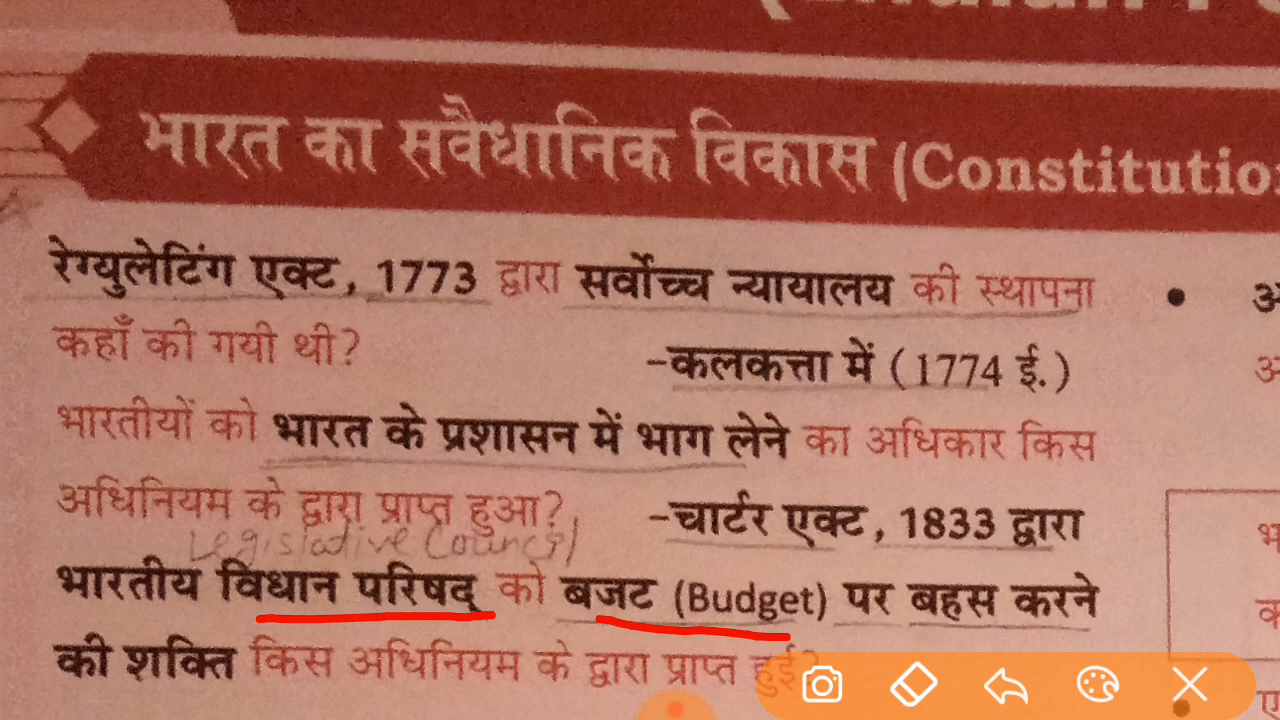 भारत का सवैधानिक विकास (Constitutio
रेग्युलेटिंग एक्ट, 1773 द्वारा सर्वोच्च न्यायालय की स्थापना
कहाँ की गयी थी? -कलकत्ता में (1774 ई.)
भारतीयों को भारत के प्रशासन में भाग लेने का अधिकार किस
अधिनियम के द्वारा प्राप्त हुआ? -चार्टर एक्ट, 1833 द्वारा
Legislative Council
भारतीय विधान परिषद् को बजट (Budget) पर बहस करने
की शक्ति किस अधिनियम के द्वारा प्राप्त हुई?